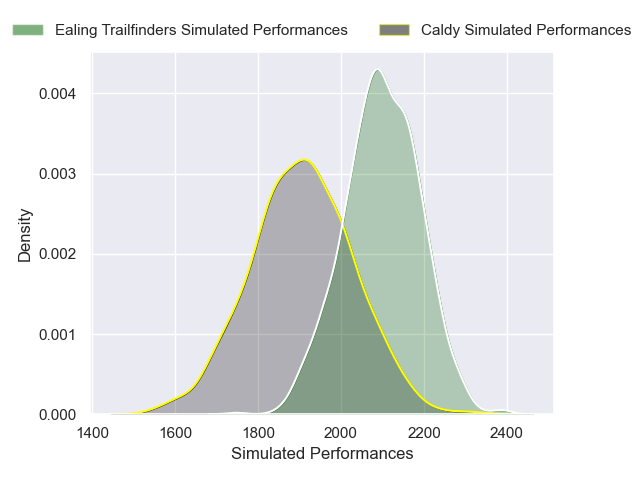 Ealing Trailfinders Simulated Performances Caldy Simulated Performances
0.004
0.003
0.002
0.001
0.000
Density
1400 1600 1800 2000 2200 2400
Simulated Performances